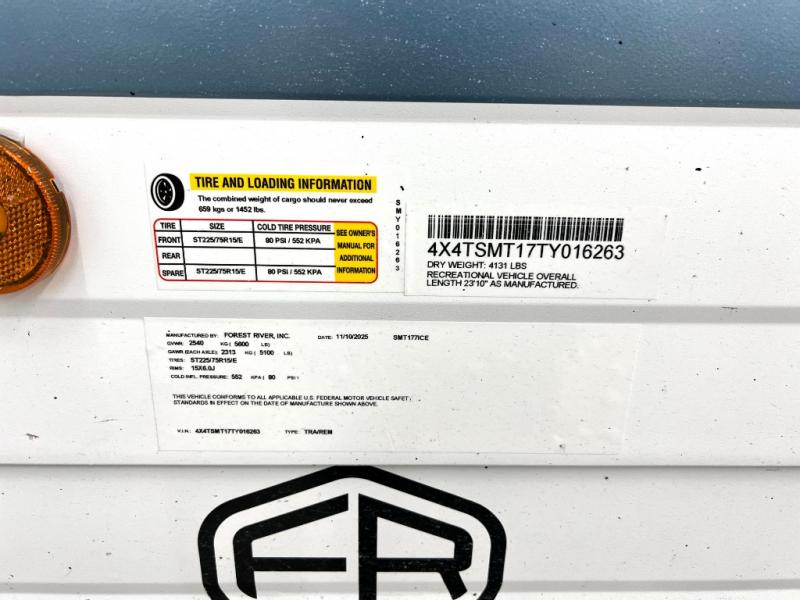 TIRE AND LOADING INFORMATION
The combined weight of cargo should never exceed
659 kgs or 1452 lbs.
TIRE SIZE COLD TIRE PRESSURE SEE OWNER'S MANUAL FOR ADDITIONAL INFORMATION
FRONT ST225/75R15/E 80 PSI / 552 KPA
REAR
SPARE ST225/75R15/E 80 PSI / 552 KPA
SMY016263
4X4TSMT17TY016263
DRY WEIGHT: 4131 LBS
RECREATIONAL VEHICLE OVERALL
LENGTH 23'10" AS MANUFACTURED.
MANUFACTURED BY: FOREST RIVER, INC. DATE: 11/10/2025 SMT177ICE
GVWR: 2540 KG ( 5600 LB)
GAWR (EACH AXLE): 2313 KG ( 5100 LB)
TIRES: ST225/75R15/E
RIMS: 15X6.0J
COLD INFL. PRESSURE: 552 KPA ( 80 PSI )
THIS VEHICLE CONFORMS TO ALL APPLICABLE U.S. FEDERAL MOTOR VEHICLE SAFETY
STANDARDS IN EFFECT ON THE DATE OF MANUFACTURE SHOWN ABOVE.
V.I.N.: 4X4TSMT17TY016263 TYPE: TRA/REM
FR